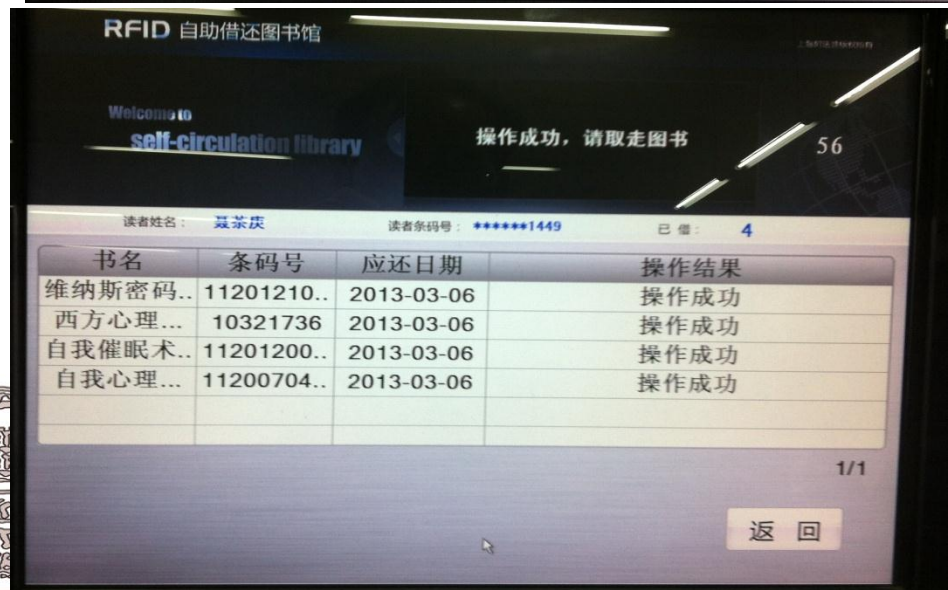 RFID 自助借还图书馆
Welcome to
self-circulation library
操作成功，请取走图书
56
读者姓名： 聂茶庹 读者条码号： ******1449 已 借： 4
书名 条码号 应还日期 操作结果
维纳斯密码.. 11201210.. 2013-03-06 操作成功
西方心理... 10321736 2013-03-06 操作成功
自我催眠术.. 11201200.. 2013-03-06 操作成功
自我心理... 11200704.. 2013-03-06 操作成功
1/1
返 回